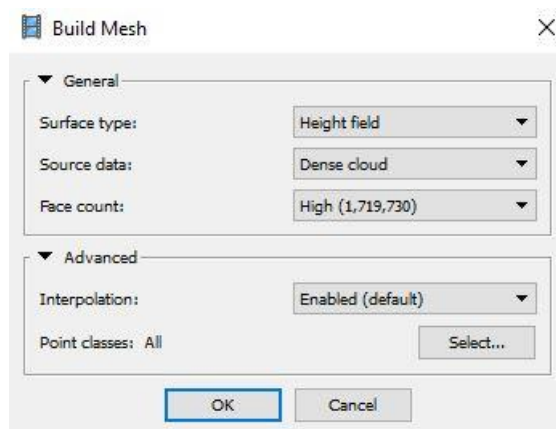 Build Mesh
General
Surface type: Height field
Source data: Dense cloud
Face count: High (1,719,730)
Advanced
Interpolation: Enabled (default)
Point classes: All Select...
OK Cancel